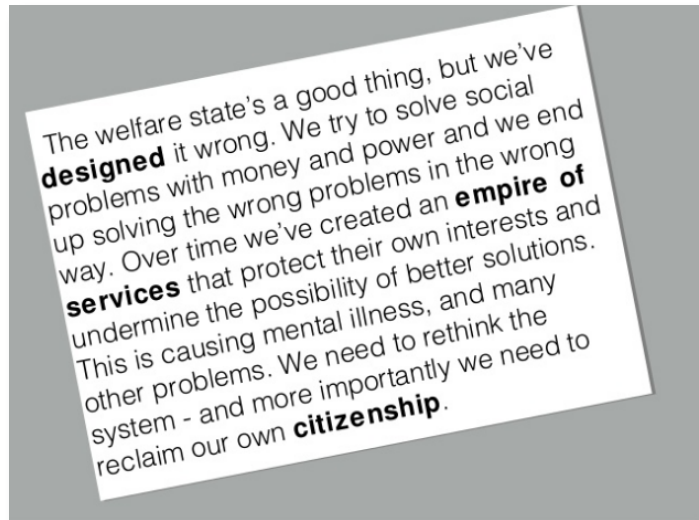 The welfare state's a good thing, but we've
designed it wrong. We try to solve social
problems with money and power and we end
up solving the wrong problems in the wrong
way. Over time we've created an empire of
services that protect their own interests and
undermine the possibility of better solutions.
This is causing mental illness, and many
other problems. We need to rethink the
system - and more importantly we need to
reclaim our own citizenship.